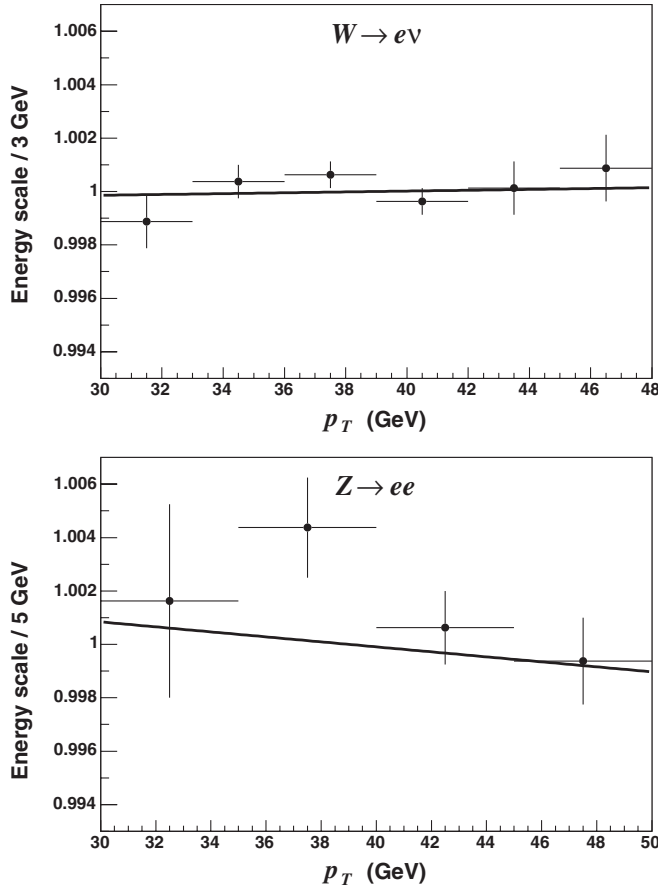 W → eν
Energy scale / 3 GeV
1.006
1.004
1.002
1
0.998
0.996
0.994
30 32 34 36 38 40 42 44 46 48
p_T (GeV)
Z → ee
Energy scale / 5 GeV
1.006
1.004
1.002
1
0.998
0.996
0.994
30 32 34 36 38 40 42 44 46 48 50
p_T (GeV)